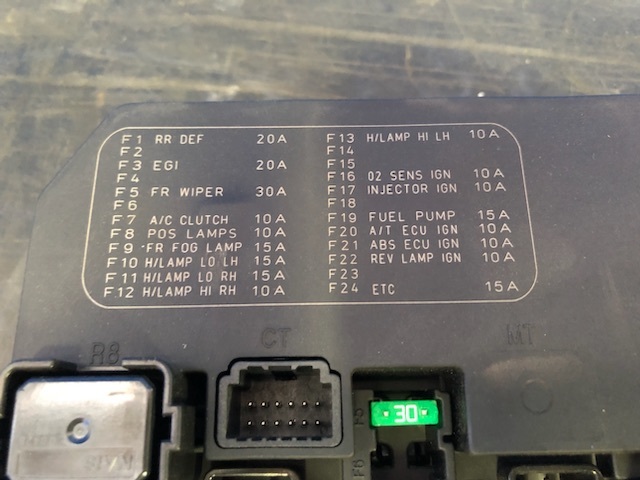 F1 RR DEF 20A
F2
F3 EGI 20A
F4
F5 FR WIPER 30A
F6
F7 A/C CLUTCH 10A
F8 POS LAMPS 10A
F9 FR FOG LAMP 15A
F10 H/LAMP LO LH 15A
F11 H/LAMP LO RH 15A
F12 H/LAMP HI RH 10A
F13 H/LAMP HI LH 10A
F14
F15
F16 O2 SENS IGN 10A
F17 INJECTOR IGN 10A
F18
F19 FUEL PUMP 15A
F20 A/T ECU IGN 10A
F21 ABS ECU IGN 10A
F22 REV LAMP IGN 10A
F23
F24 ETC 15A
R8
CT
MT
F5
30
F6